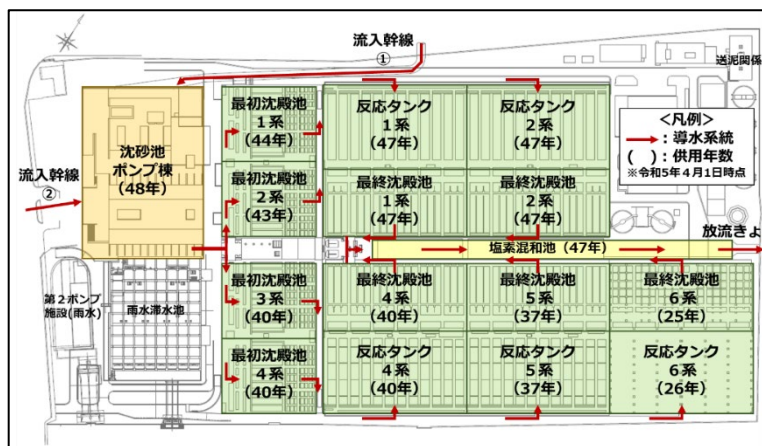 流入幹線
①
送泥関係
<凡例>
:導水系統
( ):供用年数
※令和5年4月1日時点
沈砂池
ポンプ棟
(48年)
流入幹線
②
最初沈殿池
1系
(44年)
反応タンク
1系
(47年)
反応タンク
2系
(47年)
最初沈殿池
2系
(43年)
最終沈殿池
1系
(47年)
最終沈殿池
2系
(47年)
放流きょ
塩素混和池(47年)
第2ポンプ
施設(雨水)
雨水滞水池
最初沈殿池
3系
(40年)
最終沈殿池
4系
(40年)
最終沈殿池
5系
(37年)
最終沈殿池
6系
(25年)
最初沈殿池
4系
(40年)
反応タンク
4系
(40年)
反応タンク
5系
(37年)
反応タンク
6系
(26年)